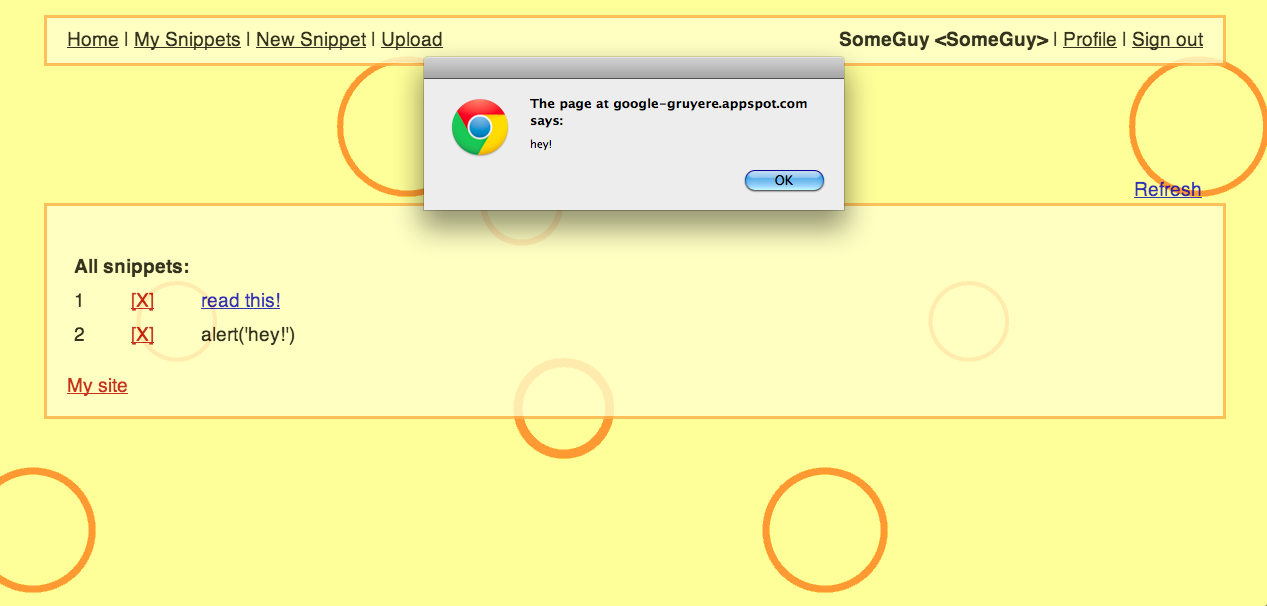 Home | My Snippets | New Snippet | Upload
SomeGuy <SomeGuy> | Profile | Sign out
The page at google-gruyere.appspot.com
says:
hey!
OK
Refresh
All snippets:
1 [X] read this!
2 [X] alert('hey!')
My site